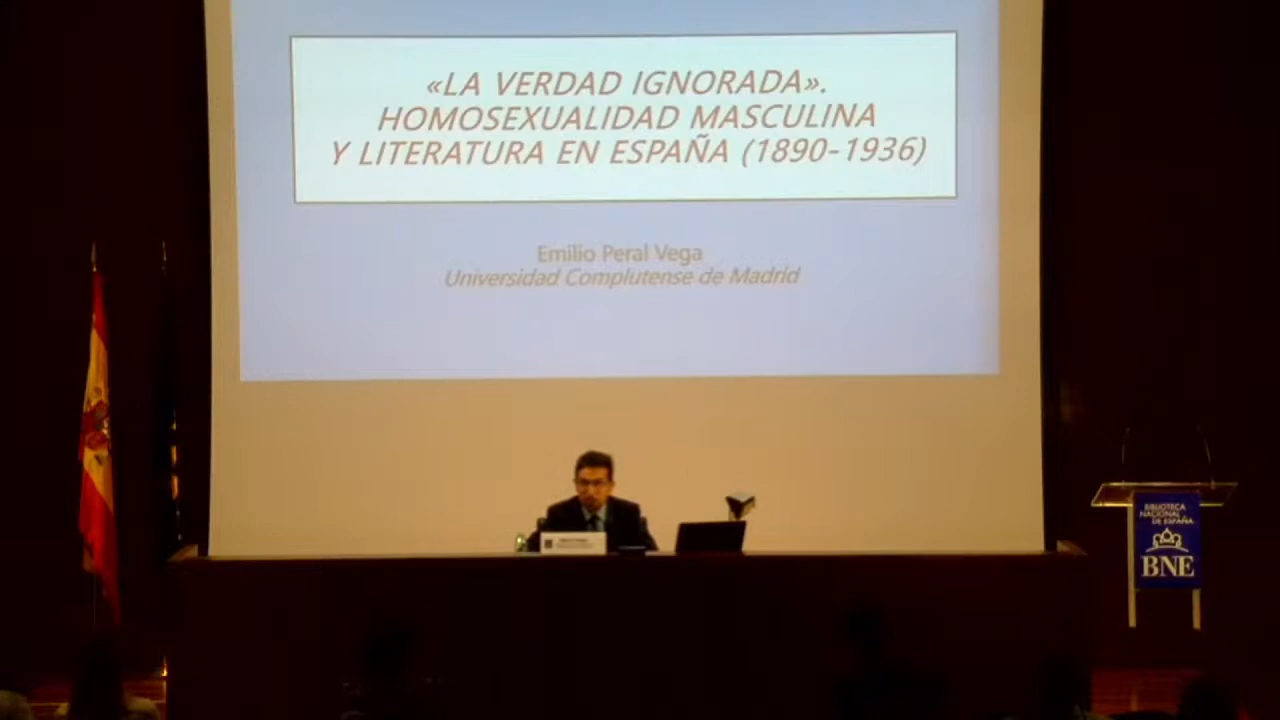 «LA VERDAD IGNORADA».
HOMOSEXUALIDAD MASCULINA
Y LITERATURA EN ESPAÑA (1890-1936)
Emilio Peral Vega
Universidad Complutense de Madrid
BIBLIOTECA
NACIONAL
DE ESPAÑA
BNE